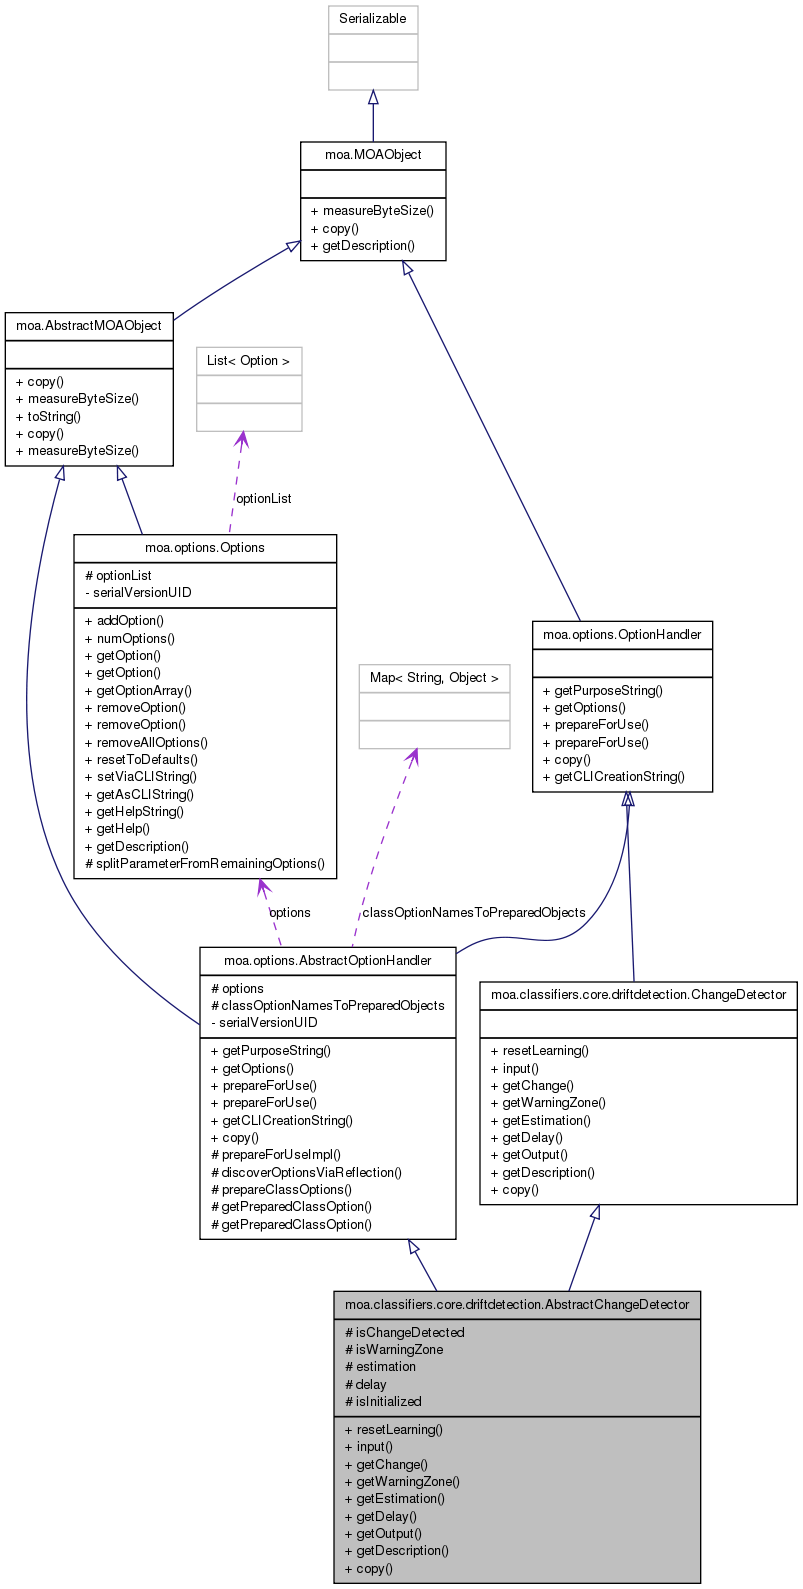 Serializable
moa.MOAObject
+ measureByteSize()
+ copy()
+ getDescription()
moa.AbstractMOAObject
+ copy()
+ measureByteSize()
+ toString()
+ copy()
+ measureByteSize()
List< Option >
optionList
moa.options.Options
# optionList
- serialVersionUID
+ addOption()
+ numOptions()
+ getOption()
+ getOption()
+ getOptionArray()
+ removeOption()
+ removeOption()
+ removeAllOptions()
+ resetToDefaults()
+ setViaCLIString()
+ getAsCLIString()
+ getHelpString()
+ getHelp()
+ getDescription()
# splitParameterFromRemainingOptions()
moa.options.OptionHandler
+ getPurposeString()
+ getOptions()
+ prepareForUse()
+ prepareForUse()
+ copy()
+ getCLICreationString()
Map< String, Object >
options
classOptionNamesToPreparedObjects
moa.options.AbstractOptionHandler
# options
# classOptionNamesToPreparedObjects
- serialVersionUID
+ getPurposeString()
+ getOptions()
+ prepareForUse()
+ prepareForUse()
+ getCLICreationString()
+ copy()
# prepareForUseImpl()
# discoverOptionsViaReflection()
# prepareClassOptions()
# getPreparedClassOption()
# getPreparedClassOption()
moa.classifiers.core.driftdetection.ChangeDetector
+ resetLearning()
+ input()
+ getChange()
+ getWarningZone()
+ getEstimation()
+ getDelay()
+ getOutput()
+ getDescription()
+ copy()
moa.classifiers.core.driftdetection.AbstractChangeDetector
# isChangeDetected
# isWarningZone
# estimation
# delay
# isInitialized
+ resetLearning()
+ input()
+ getChange()
+ getWarningZone()
+ getEstimation()
+ getDelay()
+ getOutput()
+ getDescription()
+ copy()